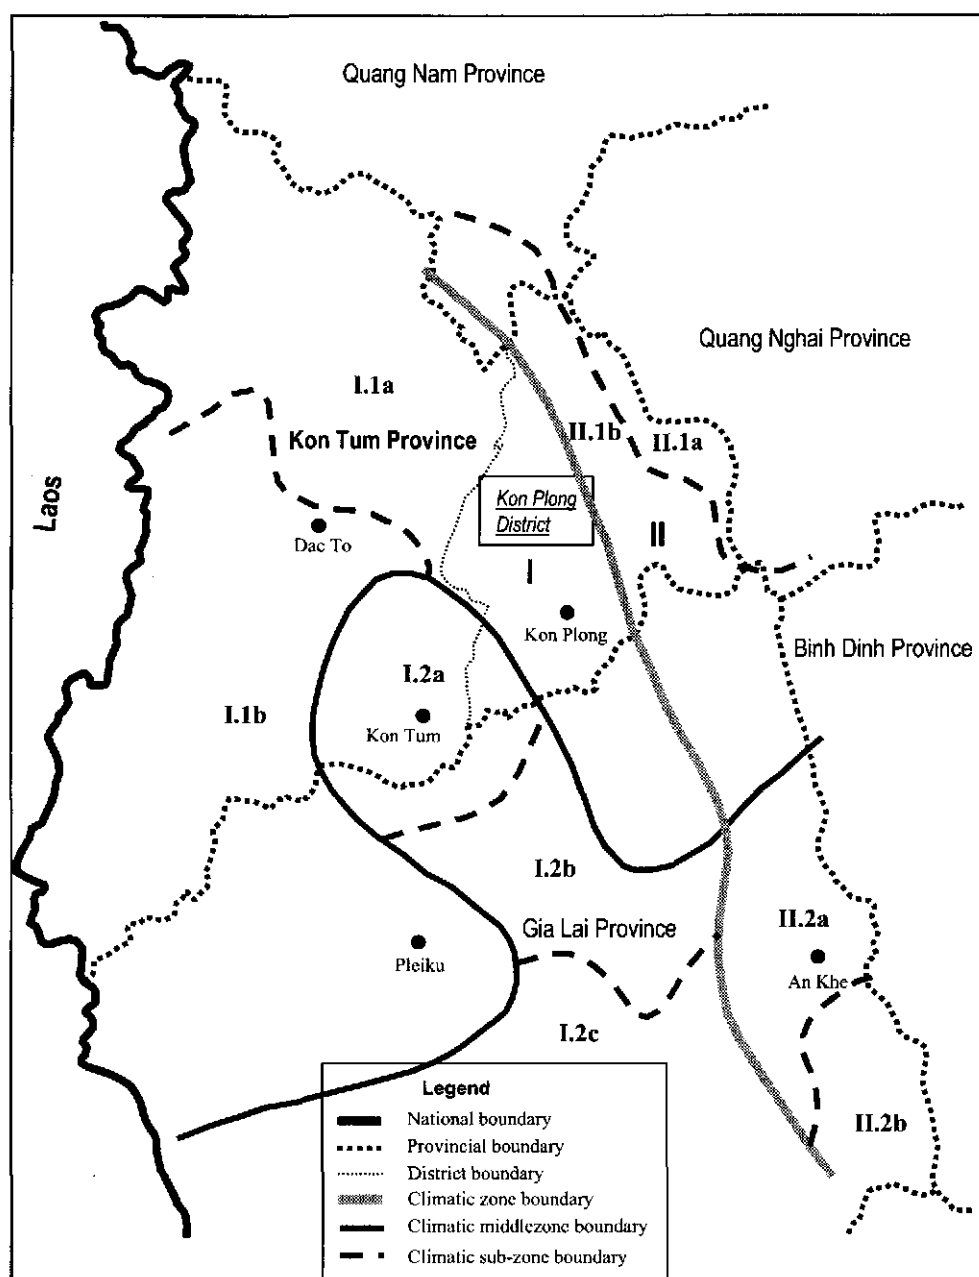 Quang Nam Province
Quang Nghai Province
I.1a
II.1b
II.1a
Kon Tum Province
Laos
Kon Plong
District
II
Dac To
I
Kon Plong
Binh Dinh Province
I.2a
I.1b
Kon Tum
I.2b
II.2a
Gia Lai Province
Pleiku
An Khe
I.2c
Legend
II.2b
National boundary
Provincial boundary
District boundary
Climatic zone boundary
Climatic middlezone boundary
Climatic sub-zone boundary